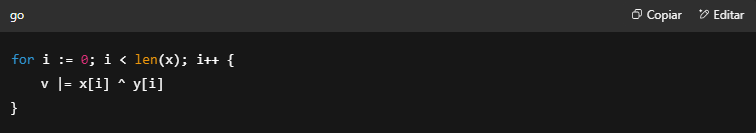 go Copiar Editar
for i := 0; i < len(x); i++ {
    v |= x[i] ^ y[i]
}